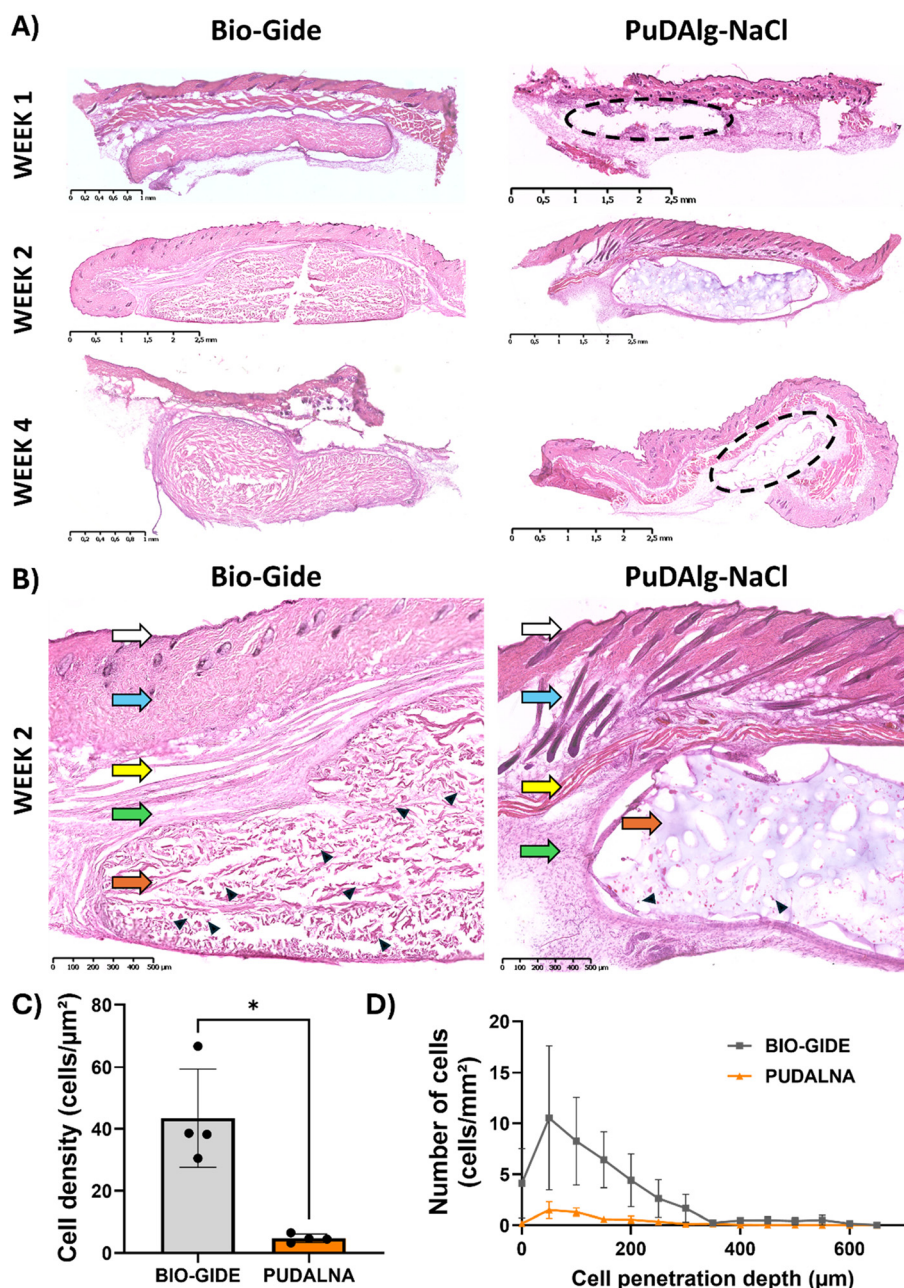 A)
Bio-Gide
PuDAlg-NaCl
WEEK 1
0 0,2 0,4 0,6 0,8 1 mm
0 0,5 1 1,5 2 2,5 mm
WEEK 2
0 0,5 1 1,5 2 2,5 mm
0 0,5 1 1,5 2 2,5 mm
WEEK 4
0 0,2 0,4 0,6 0,8 1 mm
0 0,5 1 1,5 2 2,5 mm
B)
Bio-Gide
PuDAlg-NaCl
WEEK 2
0 100 200 300 400 500 µm
0 100 200 300 400 500 µm
C)
Cell density (cells/µm²)
80
60
40
20
0
*
BIO-GIDE
PUDALNA
D)
Number of cells
(cells/mm²)
20
15
10
5
0
BIO-GIDE
PUDALNA
0 200 400 600
Cell penetration depth (µm)